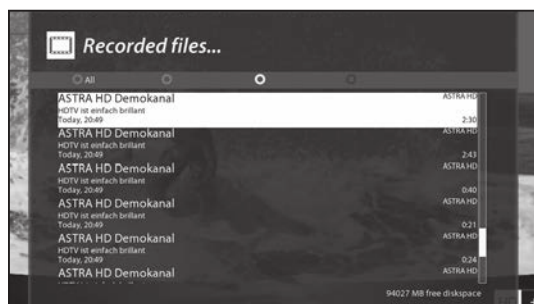 Recorded files...
All
ASTRA HD Demokanal ASTRA HD
HDTV ist einfach brillant
Today, 20:49 2:30
ASTRA HD Demokanal ASTRA HD
HDTV ist einfach brillant
Today, 20:49 2:43
ASTRA HD Demokanal ASTRA HD
HDTV ist einfach brillant
Today, 20:49 0:40
ASTRA HD Demokanal ASTRA HD
HDTV ist einfach brillant
Today, 20:49 0:21
ASTRA HD Demokanal ASTRA HD
HDTV ist einfach brillant
Today, 20:49 0:24
ASTRA HD Demokanal ASTRA HD
94027 MB free diskspace